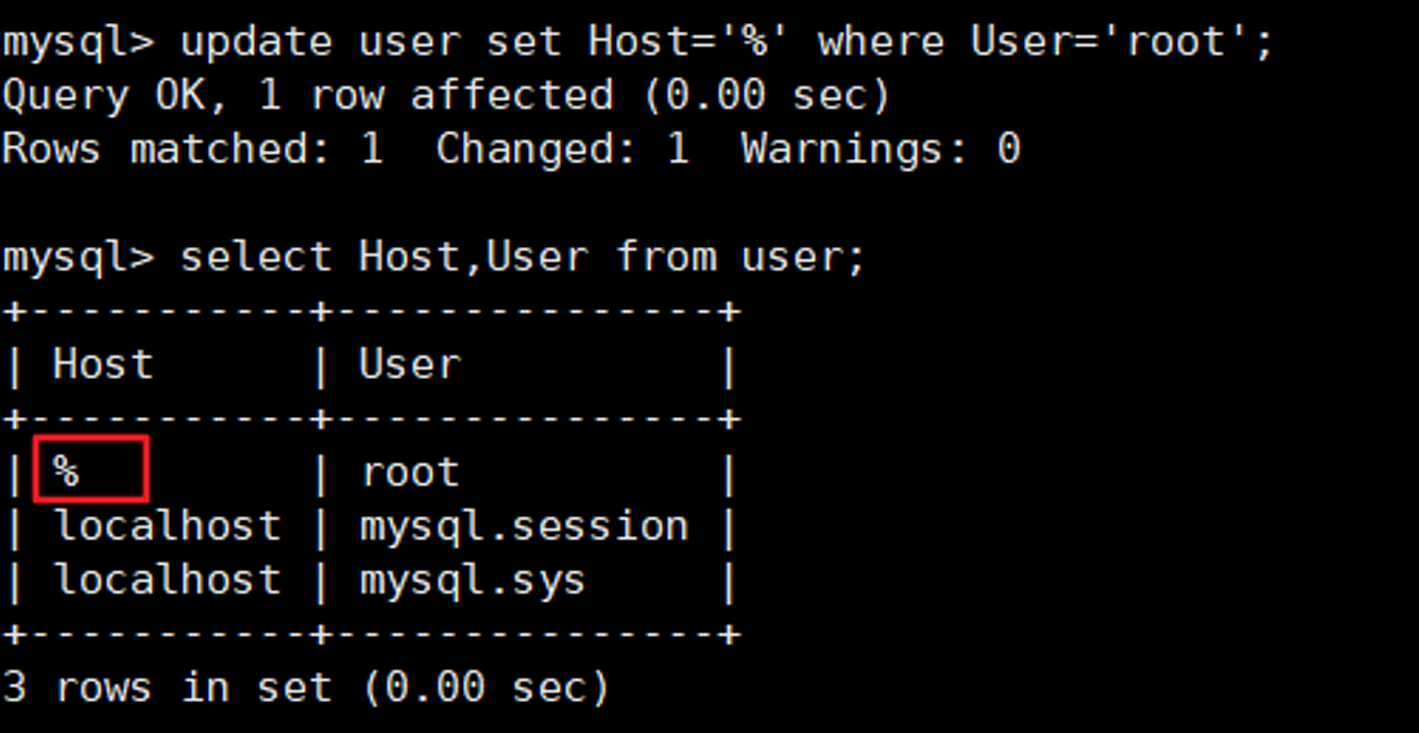 mysql> update user set Host='%' where User='root';
Query OK, 1 row affected (0.00 sec)
Rows matched: 1  Changed: 1  Warnings: 0

mysql> select Host,User from user;
+-----------+---------------+
| Host      | User          |
+-----------+---------------+
| %         | root          |
| localhost | mysql.session |
| localhost | mysql.sys     |
+-----------+---------------+
3 rows in set (0.00 sec)